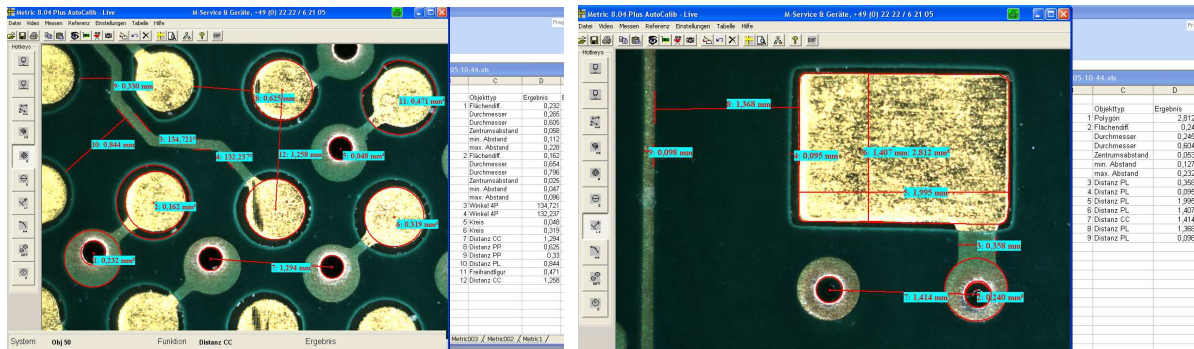 Metric 8.04 Plus AutoCalib - Live
M-Service & Geräte, +49 (0) 22 22 / 6 21 05
Datei Video Messen Referenz Einstellungen Tabelle Hilfe
Hotkeys
9: 0,330 mm
8: 0,625 mm
11: 0,471 mm²
10: 0,844 mm
3: 134,721°
4: 132,237°
12: 1,258 mm
5: 0,048 mm²
2: 0,162 mm²
6: 0,319 mm²
1: 0,232 mm²
7: 1,294 mm
System Obj 50 Funktion Distanz CC Ergebnis
05-10-44.xls
C D
Objekttyp Ergebnis
1 Flächendiff. 0,232
Durchmesser 0,265
Durchmesser 0,605
Zentrumsabstand 0,058
min. Abstand 0,112
max. Abstand 0,228
2 Flächendiff. 0,162
Durchmesser 0,654
Durchmesser 0,796
Zentrumsabstand 0,025
min. Abstand 0,047
max. Abstand 0,096
3 Winkel 4P 134,721
4 Winkel 4P 132,237
5 Kreis 0,048
6 Kreis 0,319
7 Distanz CC 1,294
8 Distanz PP 0,625
9 Distanz PP 0,33
10 Distanz PL 0,844
11 Freihandfigur 0,471
12 Distanz CC 1,258
Metric003 / Metric002 / Metric1 /
Metric 8.04 Plus AutoCalib - Live
M-Service & Geräte, +49 (0) 22 22 / 6 21 05
Datei Video Messen Referenz Einstellungen Tabelle Hilfe
Hotkeys
8: 1,368 mm
9: 0,098 mm
4: 0,095 mm
6: 1,407 mm; 2,812 mm²
5: 1,995 mm
3: 0,358 mm
7: 1,414 mm
2: 0,240 mm²
05-10-44.xls
C D
Objekttyp Ergebnis
1 Polygon 2,812
2 Flächendiff. 0,24
Durchmesser 0,245
Durchmesser 0,604
Zentrumsabstand 0,053
min. Abstand 0,127
max. Abstand 0,232
3 Distanz PL 0,358
4 Distanz PL 0,095
5 Distanz PL 1,995
6 Distanz PL 1,407
7 Distanz CC 1,414
8 Distanz PL 1,368
9 Distanz PL 0,098